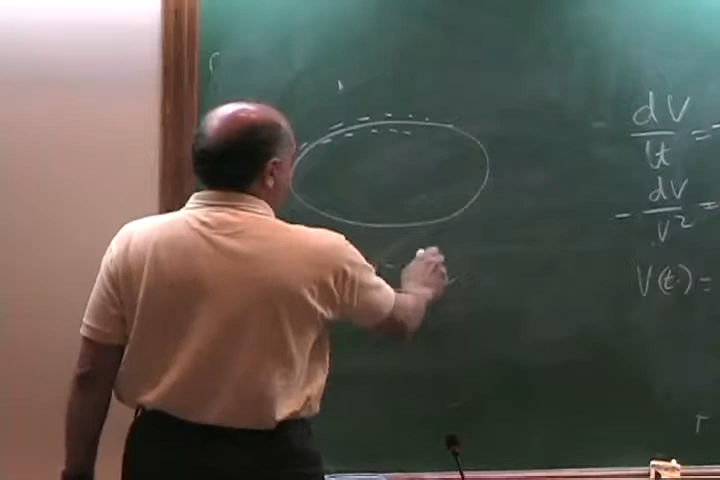 dV
— =
dt
dV
- — =
V²
V(t) =